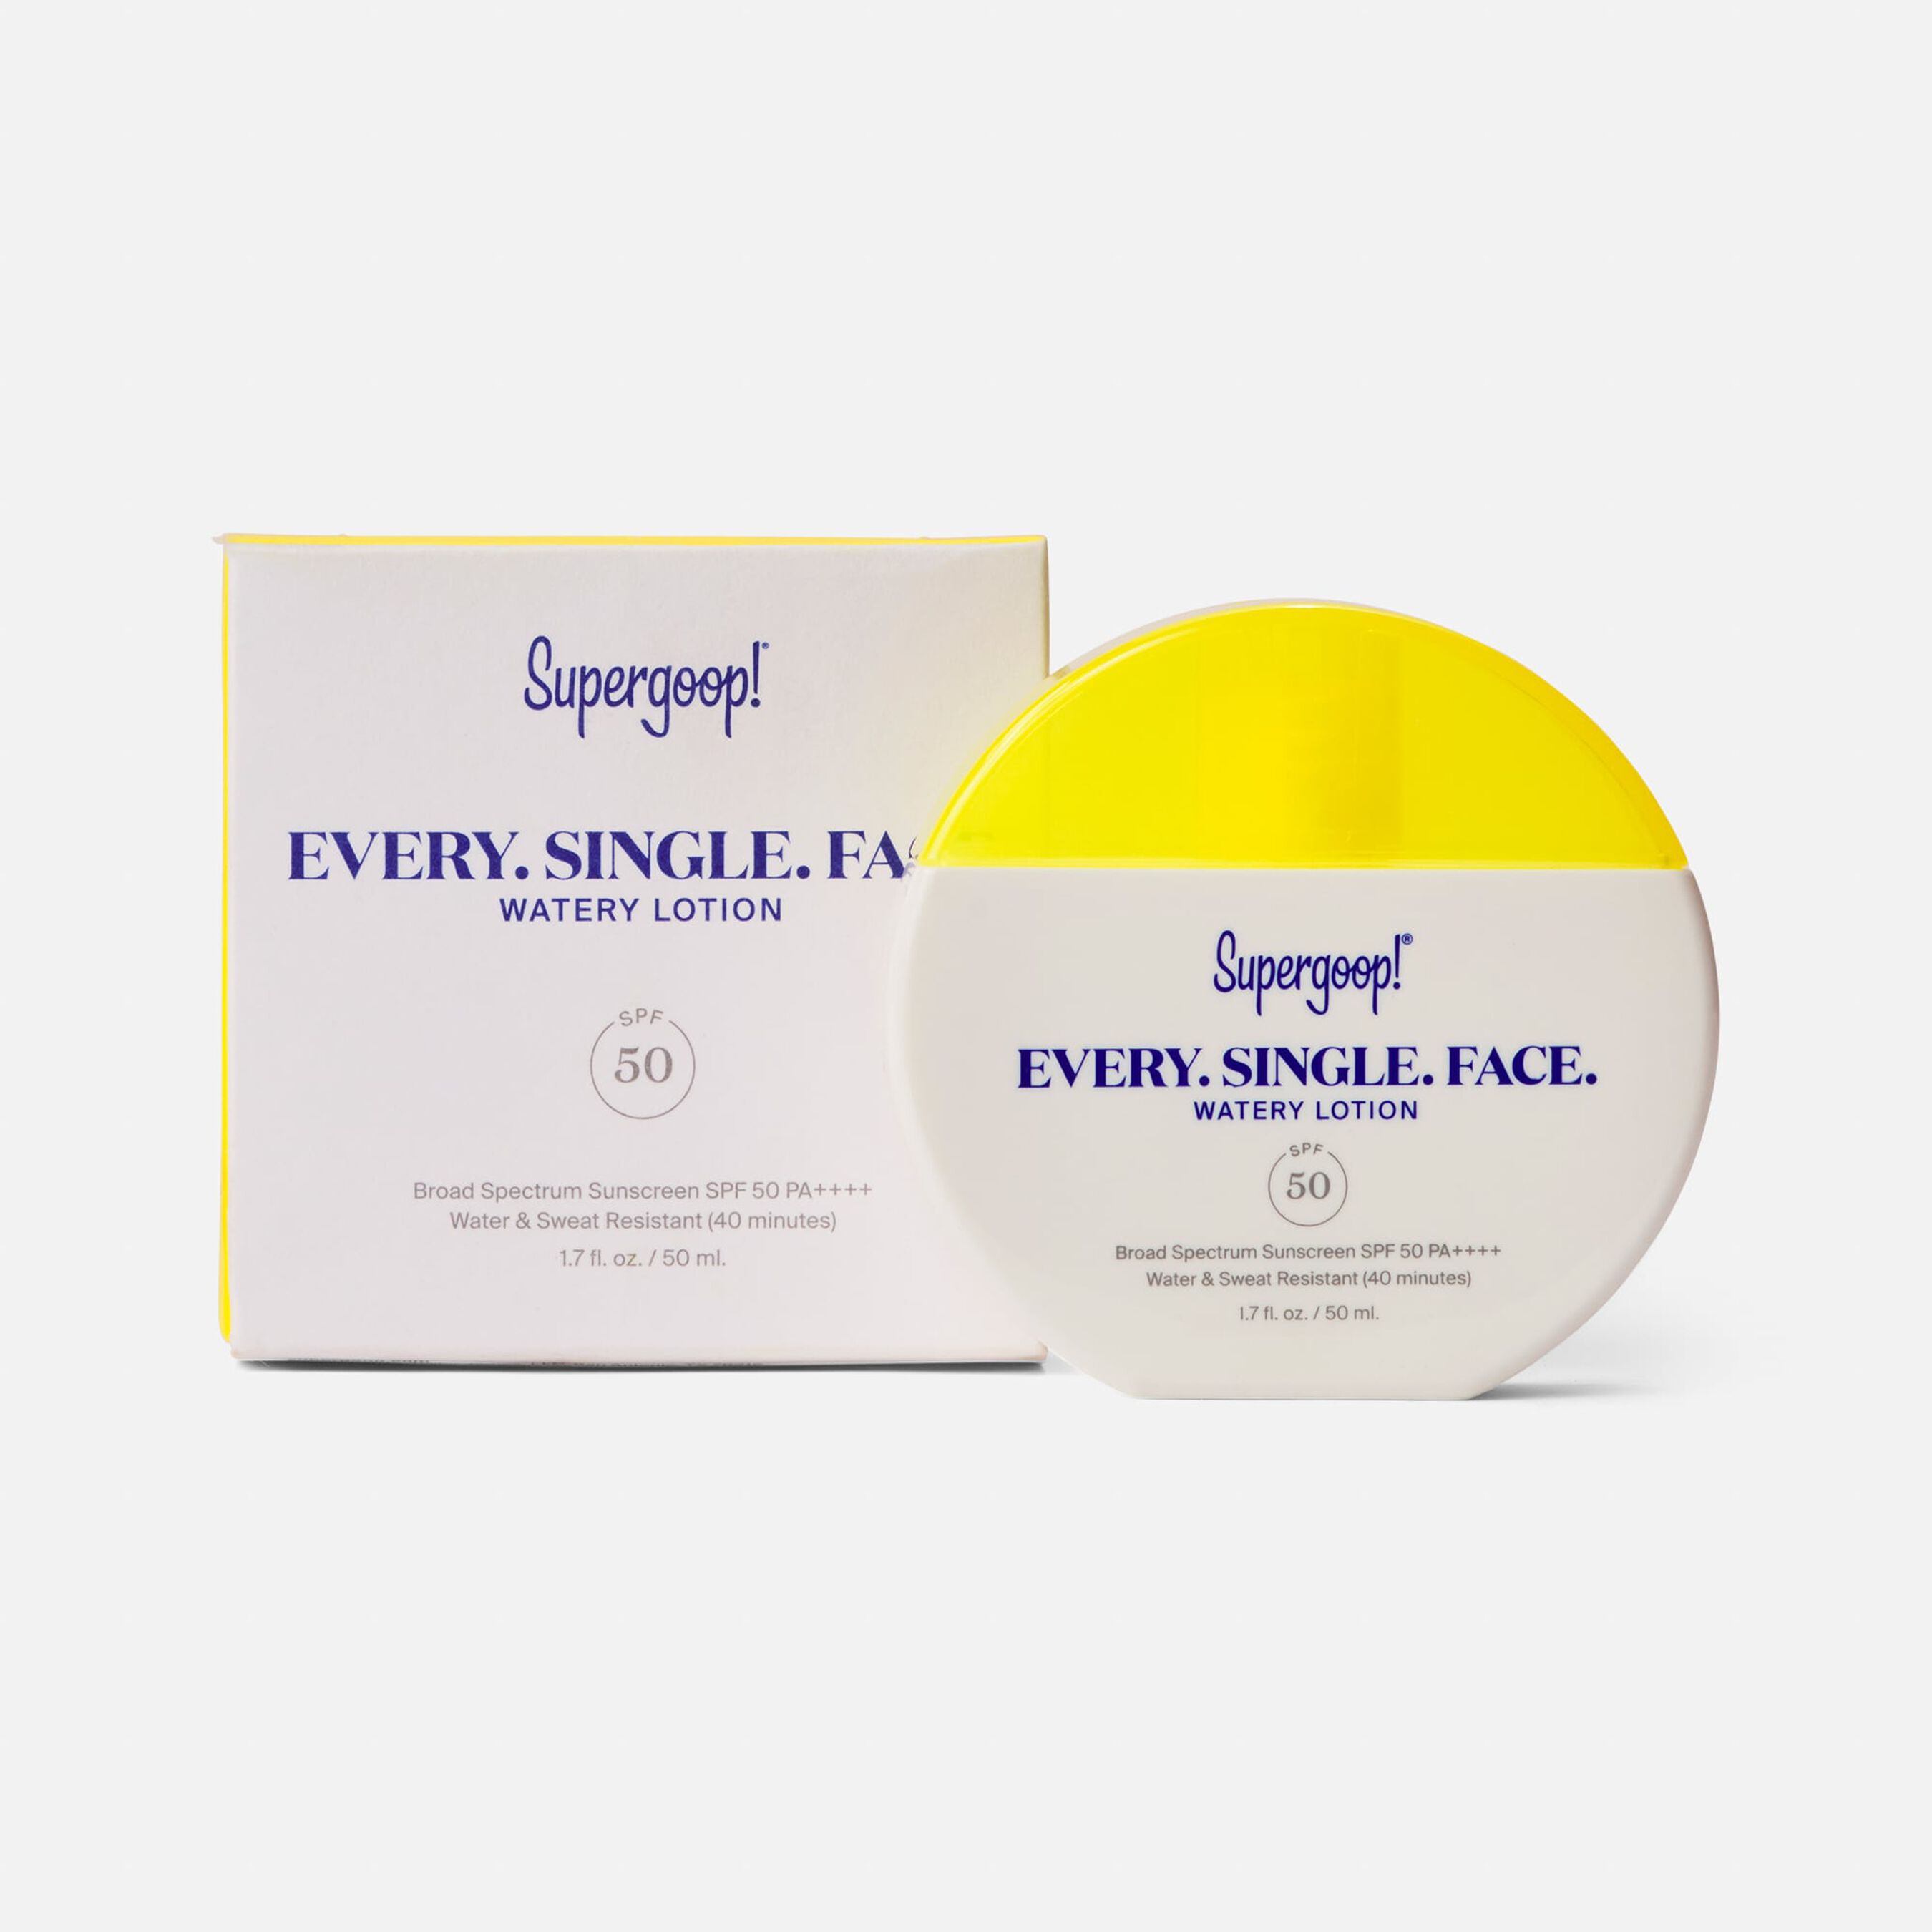 Supergoop!®
EVERY. SINGLE. FA
WATERY LOTION
SPF
50
Broad Spectrum Sunscreen SPF 50 PA++++
Water & Sweat Resistant (40 minutes)
1.7 fl. oz. / 50 ml.
Supergoop!®
EVERY. SINGLE. FACE.
WATERY LOTION
SPF
50
Broad Spectrum Sunscreen SPF 50 PA++++
Water & Sweat Resistant (40 minutes)
1.7 fl. oz. / 50 ml.